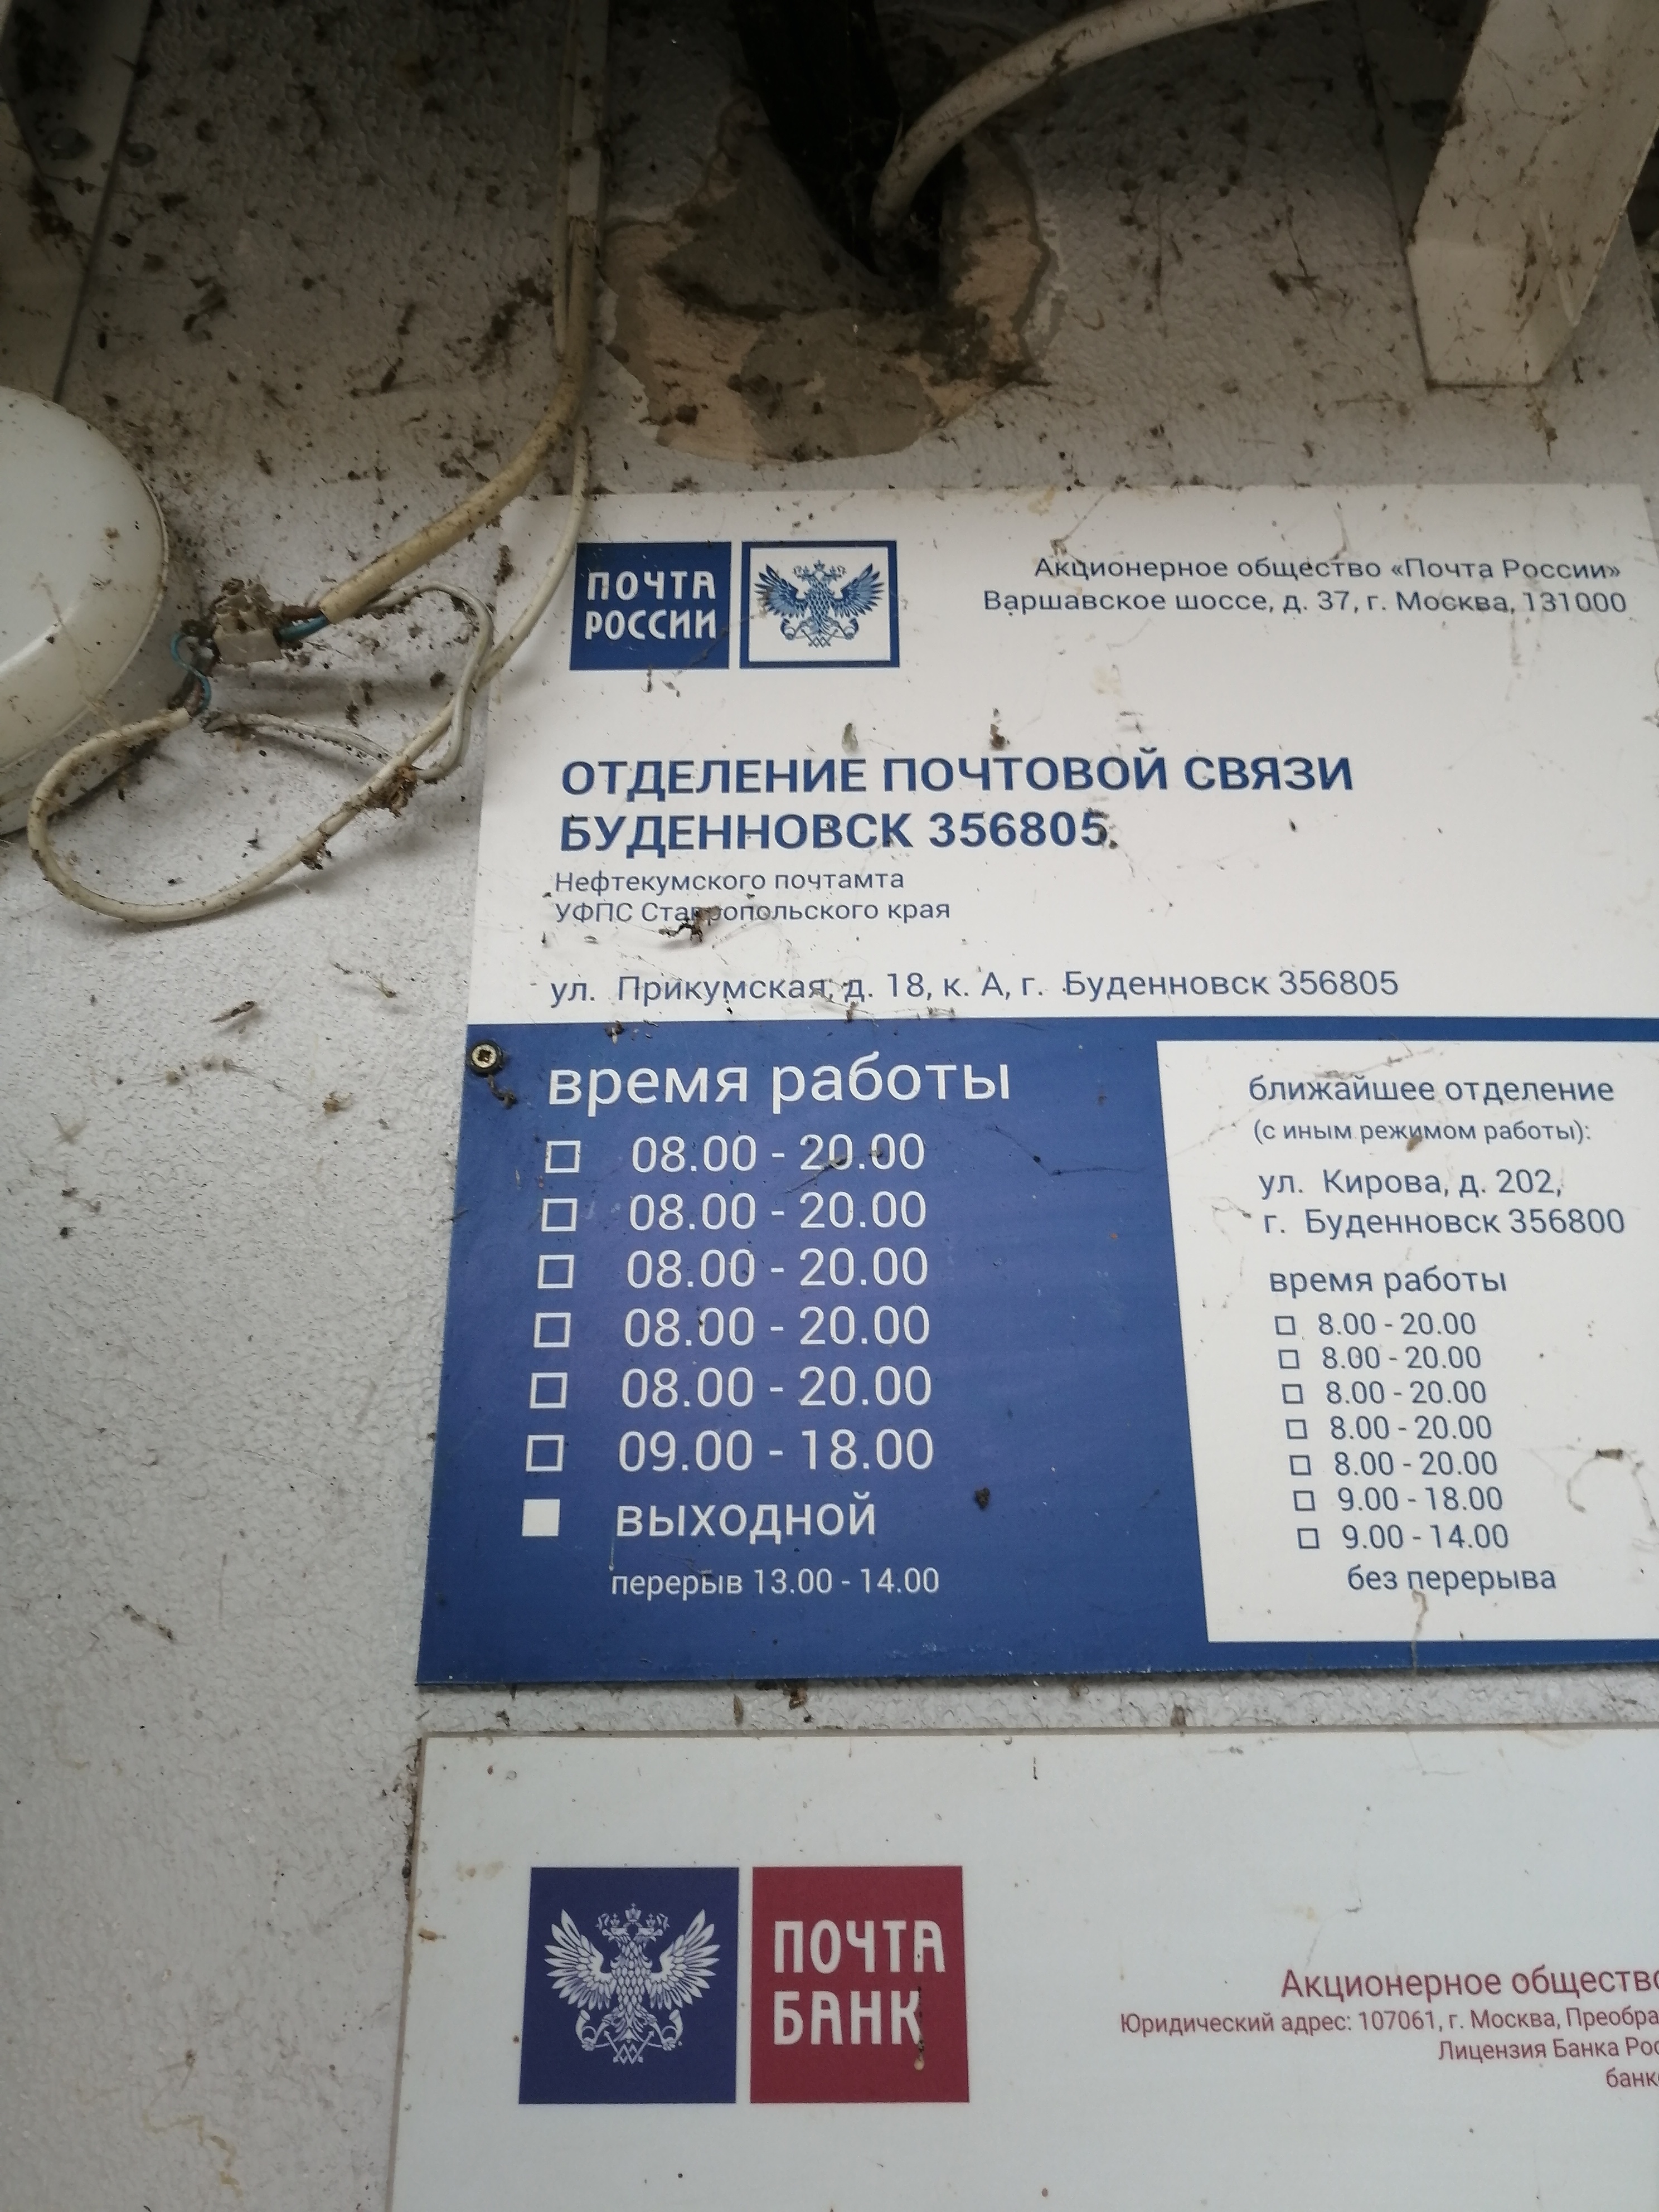 ПОЧТА
РОССИИ
Акционерное общество «Почта России»
Варшавское шоссе, д. 37, г. Москва, 131000
ОТДЕЛЕНИЕ ПОЧТОВОЙ СВЯЗИ
БУДЕННОВСК 356805
Нефтекумского почтамта
УФПС Ставропольского края
ул. Прикумская, д. 18, к. А, г. Буденновск 356805
время работы
08.00 - 20.00
08.00 - 20.00
08.00 - 20.00
08.00 - 20.00
08.00 - 20.00
09.00 - 18.00
выходной
перерыв 13.00 - 14.00
ближайшее отделение
(с иным режимом работы):
ул. Кирова, д. 202,
г. Буденновск 356800
время работы
8.00 - 20.00
8.00 - 20.00
8.00 - 20.00
8.00 - 20.00
8.00 - 20.00
9.00 - 18.00
9.00 - 14.00
без перерыва
ПОЧТА
БАНК
Акционерное общество
Юридический адрес: 107061, г. Москва, Преобра
Лицензия Банка Рос
банк